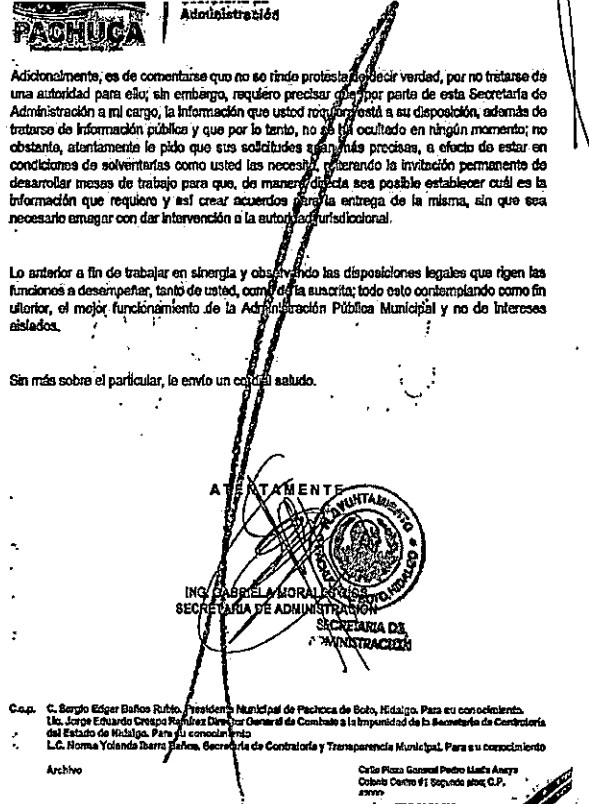 PACHUCA
Administración
Adicionalmente, es de comentarse que no se rinde protesta de decir verdad, por no tratarse de
una autoridad para ello; sin embargo, requiero precisar que por parte de esta Secretaría de
Administración a mi cargo, la información que usted requiere está a su disposición, además de
tratarse de información pública y que por lo tanto, no se ha ocultado en ningún momento; no
obstante, atentamente le pido que sus solicitudes sean más precisas, a efecto de estar en
condiciones de solventarlas como usted las necesita, reiterando la invitación permanente de
desarrollar mesas de trabajo para que, de manera directa sea posible establecer cuál es la
información que requiero y así crear acuerdos para la entrega de la misma, sin que sea
necesario amagar con dar intervención a la autoridad jurisdiccional.
Lo anterior a fin de trabajar en sinergia y observando las disposiciones legales que rigen las
funciones a desempeñar, tanto de usted, como de la suscrita; todo esto contemplando como fin
ulterior, el mejor funcionamiento de la Administración Pública Municipal y no de intereses
aislados.
Sin más sobre el particular, le envío un cordial saludo.
ATENTAMENTE
H. AYUNTAMIENTO
PACHUCA DE SOTO, HIDALGO
ING. GABRIELA MORALES
SECRETARIA DE ADMINISTRACIÓN
SECRETARIA DE
ADMINISTRACIÓN
C.c.p. C. Sergio Edgar Baños Rubio. Presidente Municipal de Pachuca de Soto, Hidalgo. Para su conocimiento.
Lic. Jorge Eduardo Crespo Ramírez Director General de Combate a la Impunidad de la Secretaría de Contraloría
del Estado de Hidalgo. Para su conocimiento
L.C. Norma Yolanda Ibarra Baños, Secretaria de Contraloría y Transparencia Municipal. Para su conocimiento
Archivo
Calle Plaza General Pedro María Anaya
Colonia Centro #1 Segundo piso, C.P.